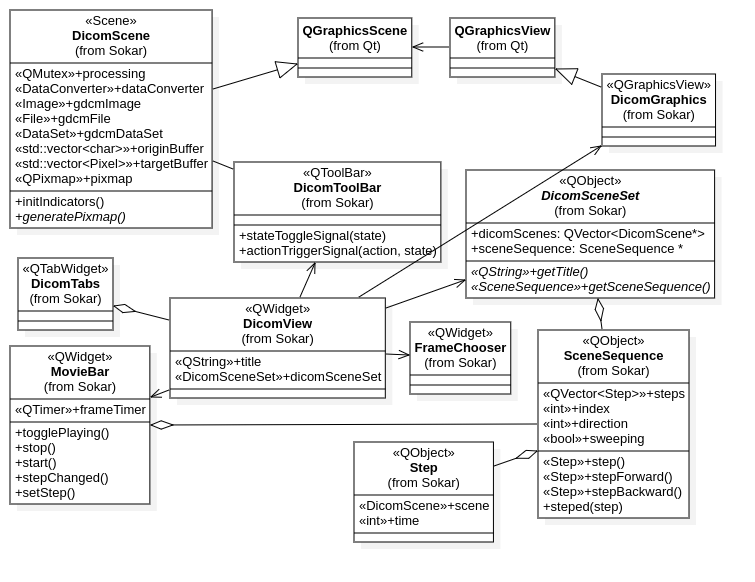 «Scene»
DicomScene
(from Sokar)
«QMutex»+processing
«DataConverter»+dataConverter
«Image»+gdcmImage
«File»+gdcmFile
«DataSet»+gdcmDataSet
«std::vector<char>»+originBuffer
«std::vector<Pixel>»+targetBuffer
«QPixmap»+pixmap
+initIndicators()
+generatePixmap()
QGraphicsScene
(from Qt)
QGraphicsView
(from Qt)
«QGraphicsView»
DicomGraphics
(from Sokar)
«QToolBar»
DicomToolBar
(from Sokar)
+stateToggleSignal(state)
+actionTriggerSignal(action, state)
«QObject»
DicomSceneSet
(from Sokar)
+dicomScenes: QVector<DicomScene*>
+sceneSequence: SceneSequence *
«QString»+getTitle()
«SceneSequence»+getSceneSequence()
«QTabWidget»
DicomTabs
(from Sokar)
«QWidget»
DicomView
(from Sokar)
«QString»+title
«DicomSceneSet»+dicomSceneSet
«QWidget»
FrameChooser
(from Sokar)
«QWidget»
MovieBar
(from Sokar)
«QTimer»+frameTimer
+togglePlaying()
+stop()
+start()
+stepChanged()
+setStep()
«QObject»
SceneSequence
(from Sokar)
«QVector<Step>»+steps
«int»+index
«int»+direction
«bool»+sweeping
«Step»+step()
«Step»+stepForward()
«Step»+stepBackward()
+steped(step)
«QObject»
Step
(from Sokar)
«DicomScene»+scene
«int»+time